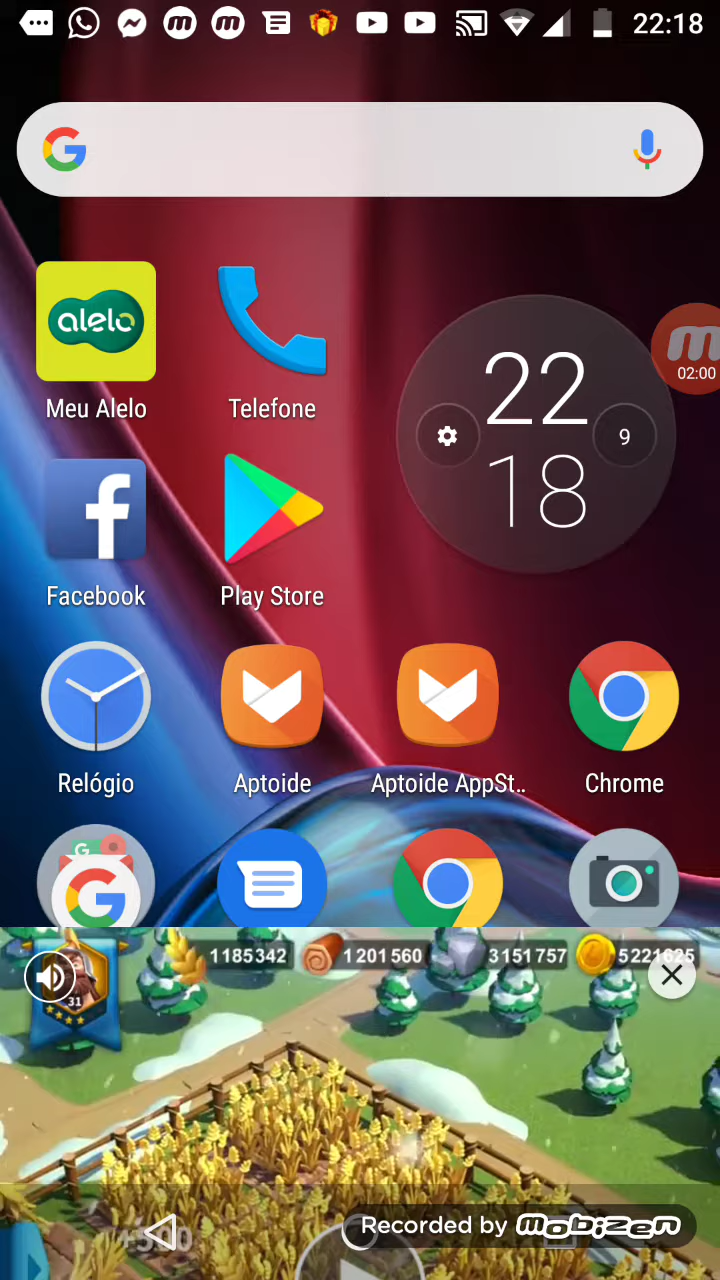 22:18
alelo
Meu Alelo
Telefone
22
18
9
02:00
Facebook
Play Store
Relógio
Aptoide
Aptoide AppSt...
Chrome
1185342
1201560
3151757
5221625
31
Recorded by mobizen